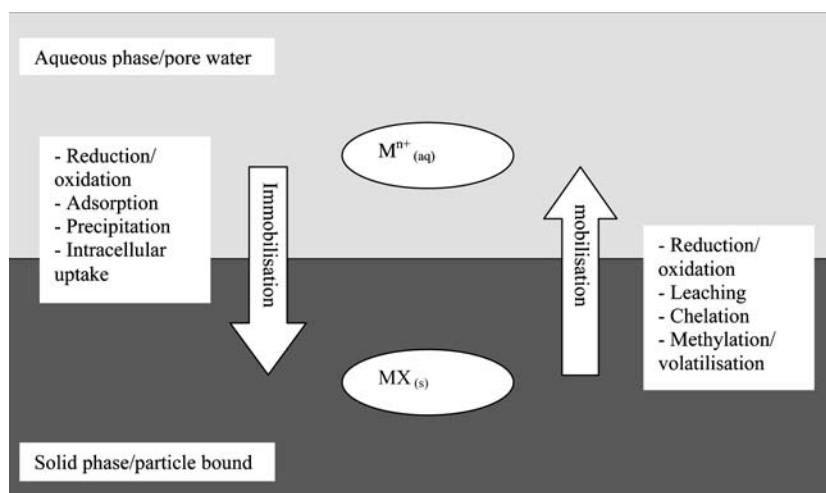 Aqueous phase/pore water
M^n+ (aq)
- Reduction/
oxidation
- Adsorption
- Precipitation
- Intracellular
uptake
Immobilisation
mobilisation
- Reduction/
oxidation
- Leaching
- Chelation
- Methylation/
volatilisation
MX (s)
Solid phase/particle bound